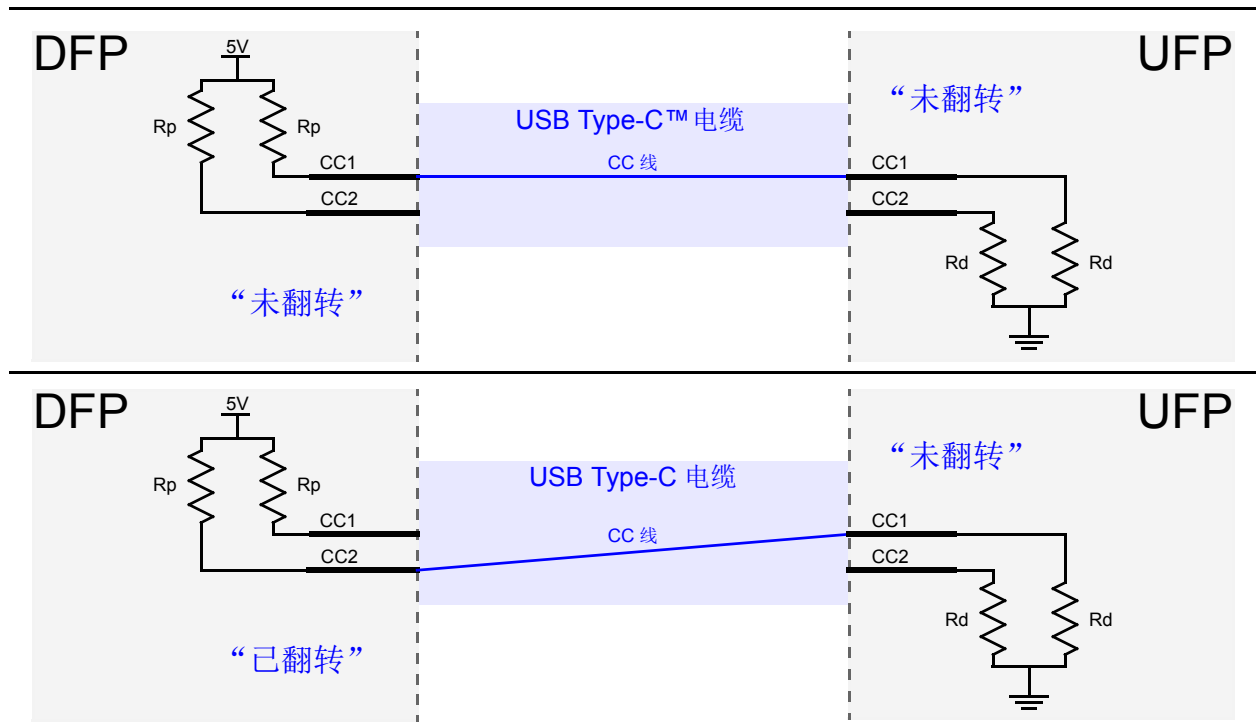 DFP
5V
UFP
“未翻转”
USB Type-C™ 电缆
Rp
Rp
CC1
CC 线
CC1
CC2
CC2
Rd
Rd
“未翻转”
DFP
5V
UFP
“未翻转”
USB Type-C 电缆
Rp
Rp
CC1
CC 线
CC1
CC2
CC2
Rd
Rd
“已翻转”